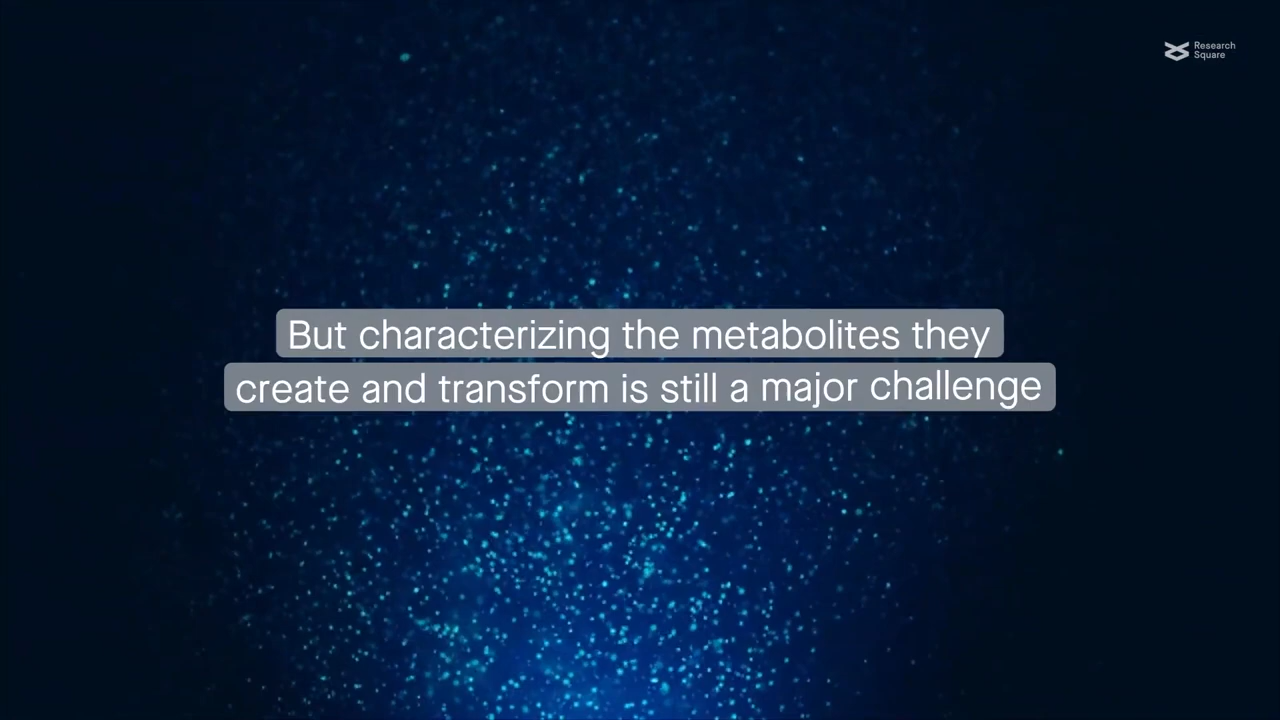 Research
Square
But characterizing the metabolites they
create and transform is still a major challenge